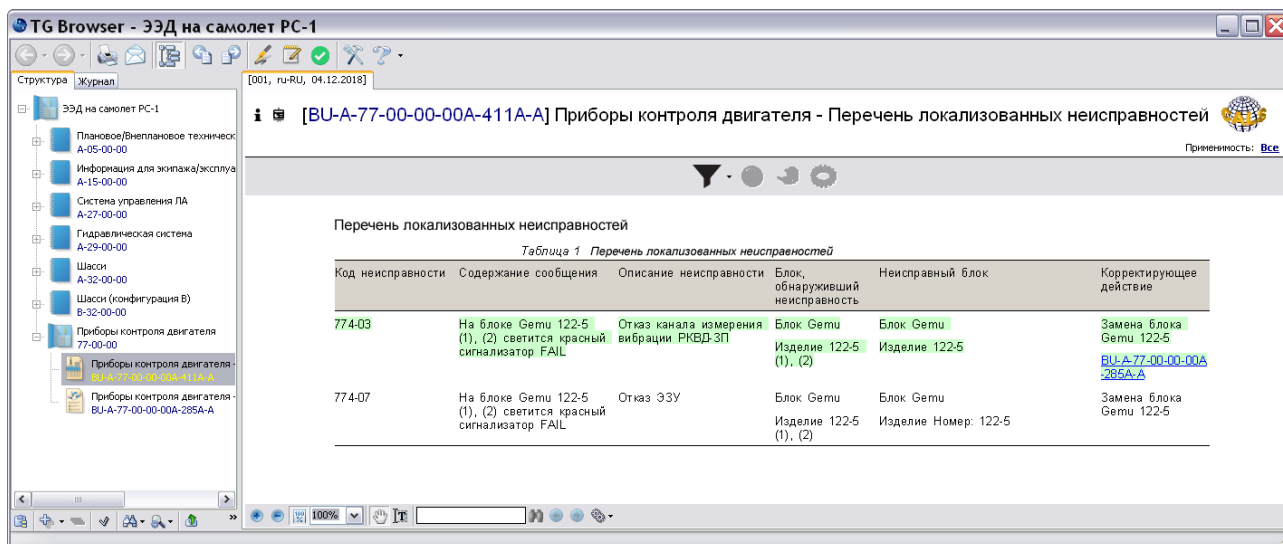 TG Browser - ЭЭД на самолет РС-1
Структура Журнал
[001, ru-RU, 04.12.2018]
ЭЭД на самолет РС-1
Плановое/Внеплановое техническ
А-05-00-00
Информация для экипажа/эксплуа
А-15-00-00
Система управления ЛА
А-27-00-00
Гидравлическая система
А-29-00-00
Шасси
А-32-00-00
Шасси (конфигурация В)
В-32-00-00
Приборы контроля двигателя
77-00-00
Приборы контроля двигателя -
BU-A-77-00-00-00A-411A-A
Приборы контроля двигателя -
BU-A-77-00-00-00A-285A-A
[BU-A-77-00-00-00A-411A-A] Приборы контроля двигателя - Перечень локализованных неисправностей
Применимость: Все
Перечень локализованных неисправностей
Таблица 1 Перечень локализованных неисправностей
Код неисправности Содержание сообщения Описание неисправности Блок, обнаруживший неисправность Неисправный блок Корректирующее действие
774-03
На блоке Gemu 122-5
(1), (2) светится красный
сигнализатор FAIL
Отказ канала измерения
вибрации РКВД-ЗП
Блок Gemu
Изделие 122-5
(1), (2)
Блок Gemu
Изделие 122-5
Замена блока
Gemu 122-5
BU-A-77-00-00-00A
-285A-A
774-07
На блоке Gemu 122-5
(1), (2) светится красный
сигнализатор FAIL
Отказ ЭЗУ
Блок Gemu
Изделие 122-5
(1), (2)
Блок Gemu
Изделие Номер: 122-5
Замена блока
Gemu 122-5
100%